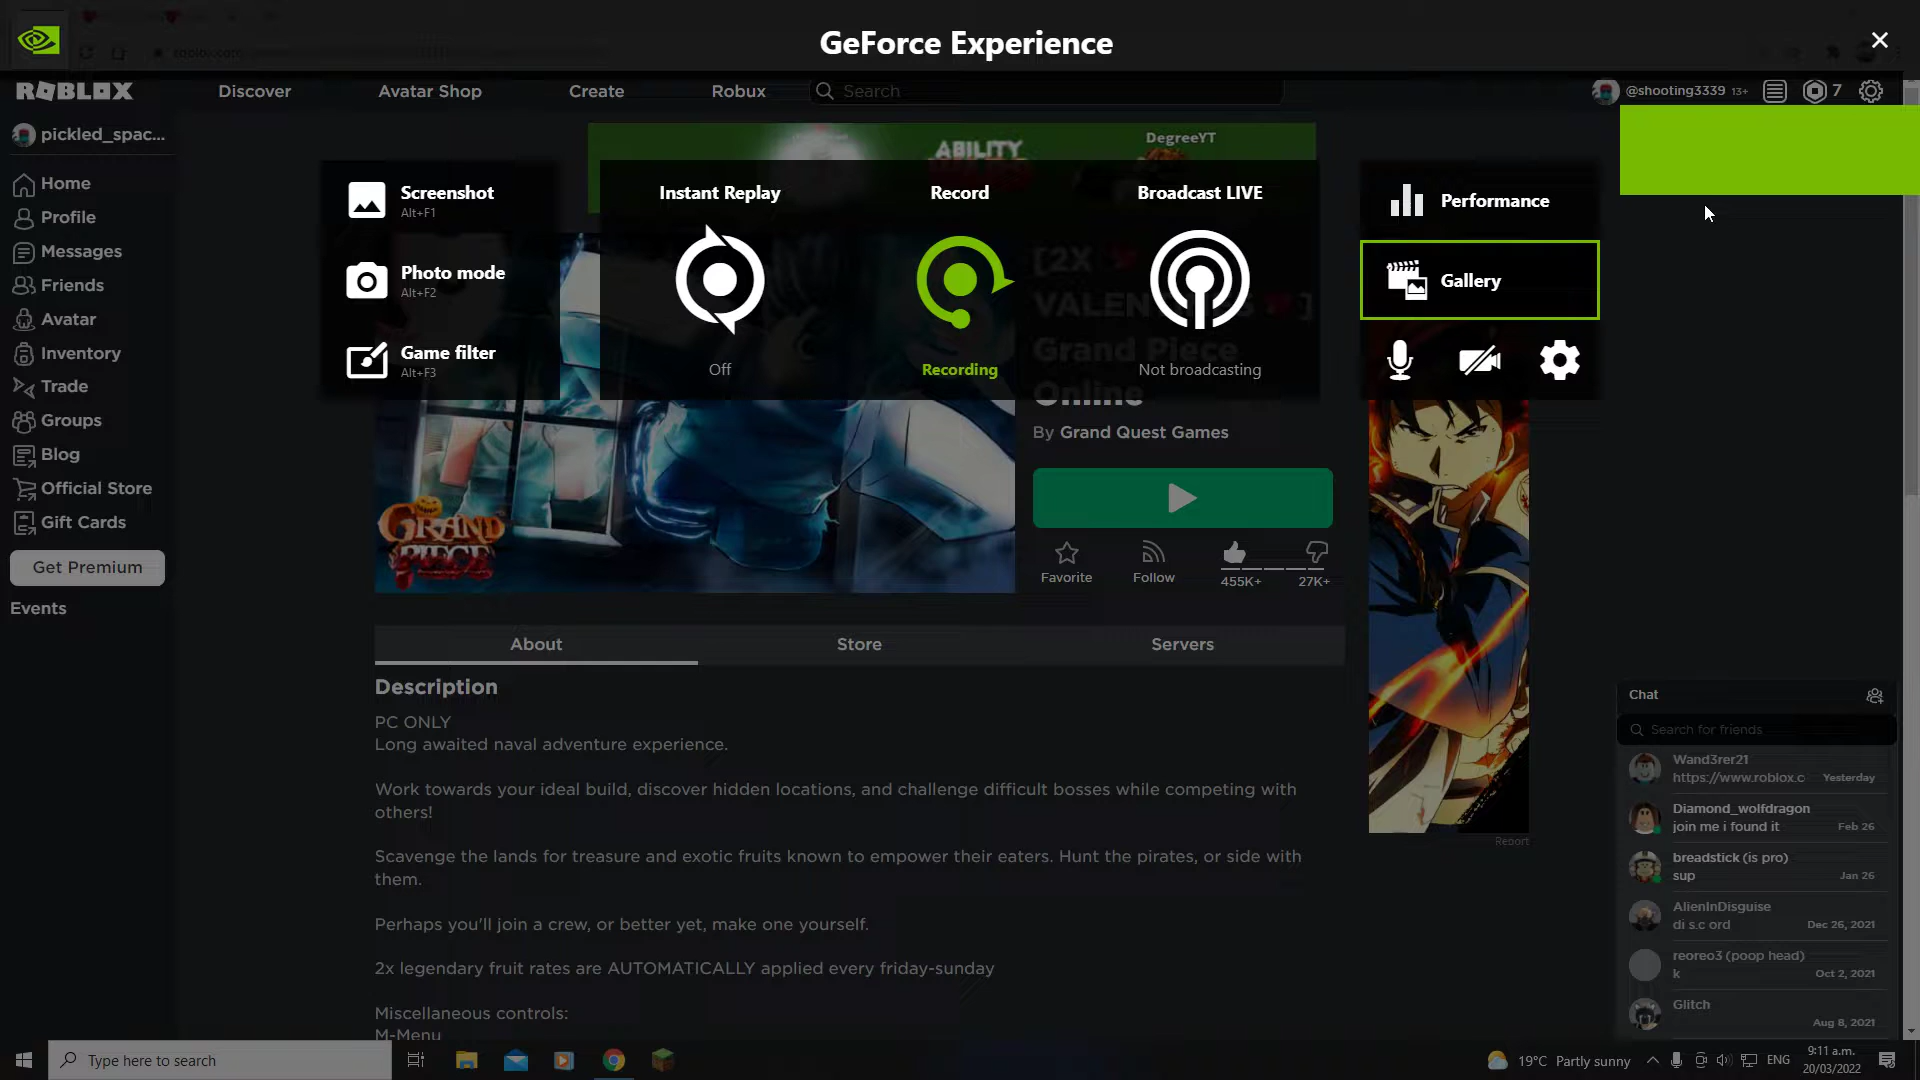 GeForce Experience
ROBLOX
Discover
Avatar Shop
Create
Robux
Search
@shooting3339 13+
7
pickled_spac...
Home
Profile
Messages
Friends
Avatar
Inventory
Trade
Groups
Blog
Official Store
Gift Cards
Get Premium
Events
ABILITY
DegreeYT
Screenshot
Alt+F1
Photo mode
Alt+F2
Game filter
Alt+F3
Instant Replay
Off
Record
Recording
Broadcast LIVE
Not broadcasting
Performance
Gallery
[2X
VALEN
]
Grand Piece
Online
By Grand Quest Games
GRAND
PIECE
Favorite
Follow
455K+
27K+
About
Store
Servers
Description
PC ONLY
Long awaited naval adventure experience.
Work towards your ideal build, discover hidden locations, and challenge difficult bosses while competing with
others!
Scavenge the lands for treasure and exotic fruits known to empower their eaters. Hunt the pirates, or side with
them.
Perhaps you'll join a crew, or better yet, make one yourself.
2x legendary fruit rates are AUTOMATICALLY applied every friday-sunday
Miscellaneous controls:
M-Menu
Report
Chat
Search for friends
Wand3rer21
https://www.roblox.c Yesterday
Diamond_wolfdragon
join me i found it Feb 26
breadstick (is pro)
sup Jan 26
AlienInDisguise
di s.c ord Dec 26, 2021
reoreo3 (poop head)
k Oct 2, 2021
Glitch
Aug 8, 2021
Type here to search
19°C Partly sunny
ENG
9:11 a.m.
20/03/2022